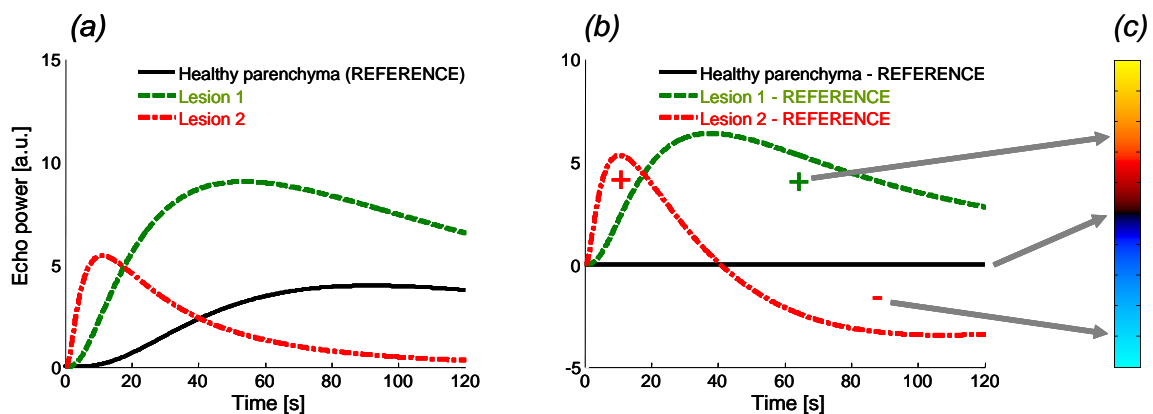 (a)
15
10
5
0
Echo power [a.u.]
Healthy parenchyma (REFERENCE)
Lesion 1
Lesion 2
0 20 40 60 80 100 120
Time [s]
(b)
10
5
0
-5
Healthy parenchyma - REFERENCE
Lesion 1 - REFERENCE
Lesion 2 - REFERENCE
+ +
-
0 20 40 60 80 100 120
Time [s]
(c)